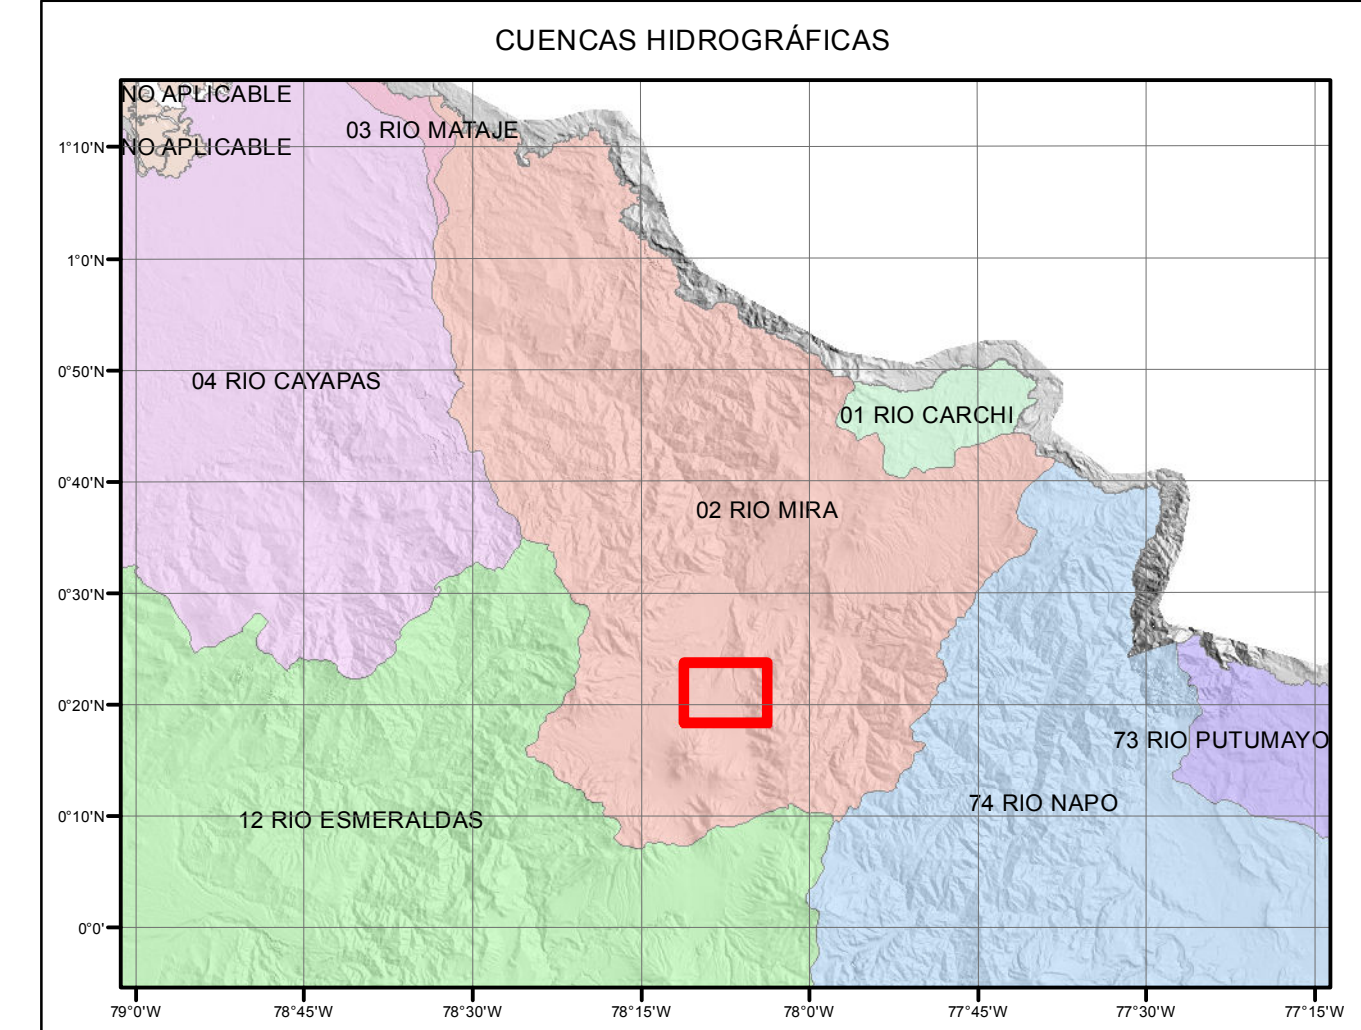 CUENCAS HIDROGRÁFICAS
NO APLICABLE
03 RIO MATAJE
NO APLICABLE
1°10'N
1°0'N
0°50'N
04 RIO CAYAPAS
01 RIO CARCHI
0°40'N
02 RIO MIRA
0°30'N
0°20'N
73 RIO PUTUMAYO
74 RIO NAPO
0°10'N
12 RIO ESMERALDAS
0°0'
79°0'W 78°45'W 78°30'W 78°15'W 78°0'W 77°45'W 77°30'W 77°15'W